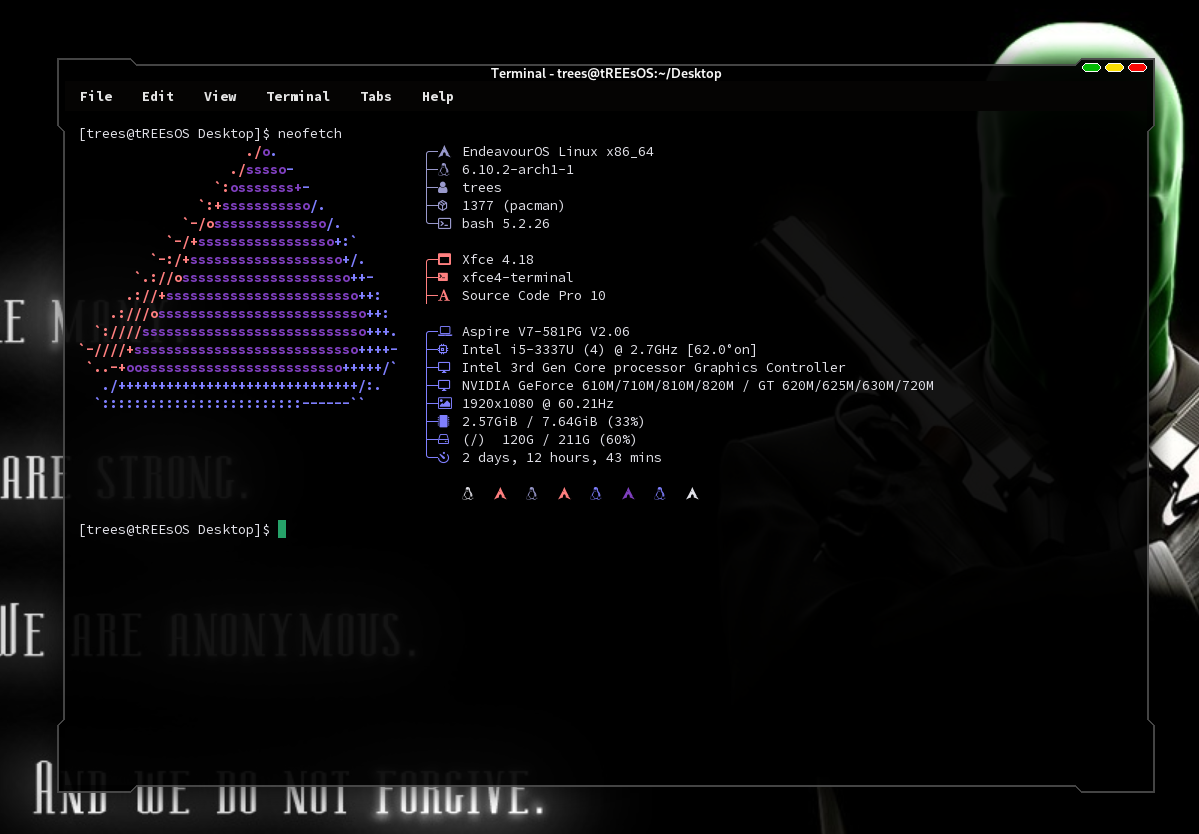 Terminal - trees@tREEsOS:~/Desktop
File Edit View Terminal Tabs Help
[trees@tREEsOS Desktop]$ neofetch
./o. EndeavourOS Linux x86_64
./sssso- 6.10.2-arch1-1
`:osssssss+- trees
`:+sssssssssso/. 1377 (pacman)
`-/ossssssssssssso/. bash 5.2.26
`-/+sssssssssssssssso+:`
`-:/+sssssssssssssssssso+/. Xfce 4.18
`.://osssssssssssssssssssso++- xfce4-terminal
.://+ssssssssssssssssssssssso++: Source Code Pro 10
.:///ossssssssssssssssssssssssso++:
`:////ssssssssssssssssssssssssssso+++. Aspire V7-581PG V2.06
`-////+ssssssssssssssssssssssssssso++++- Intel i5-3337U (4) @ 2.7GHz [62.0°on]
`..-+oosssssssssssssssssssssssso+++++/` Intel 3rd Gen Core processor Graphics Controller
./++++++++++++++++++++++++++++++/:. NVIDIA GeForce 610M/710M/810M/820M / GT 620M/625M/630M/720M
`:::::::::::::::::::::::::------`` 1920x1080 @ 60.21Hz
2.57GiB / 7.64GiB (33%)
(/) 120G / 211G (60%)
2 days, 12 hours, 43 mins
[trees@tREEsOS Desktop]$
ARE STRONG.
WE ARE ANONYMOUS.
AND WE DO NOT FORGIVE.